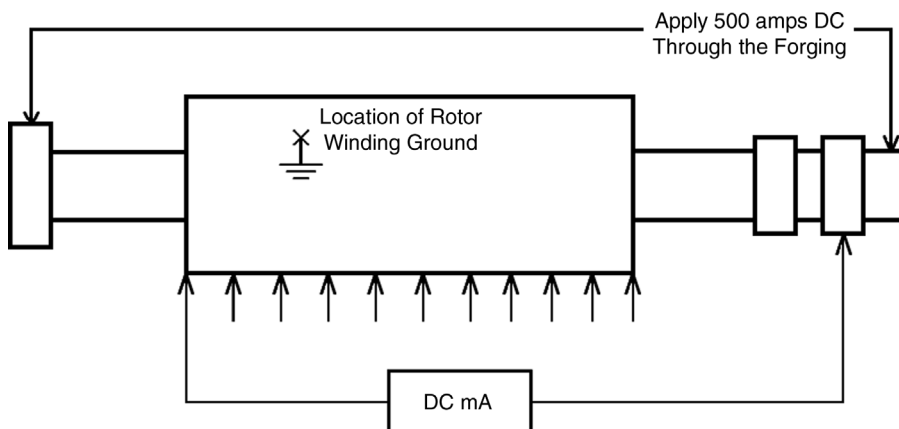 Apply 500 amps DC
Through the Forging
Location of Rotor
Winding Ground
DC mA